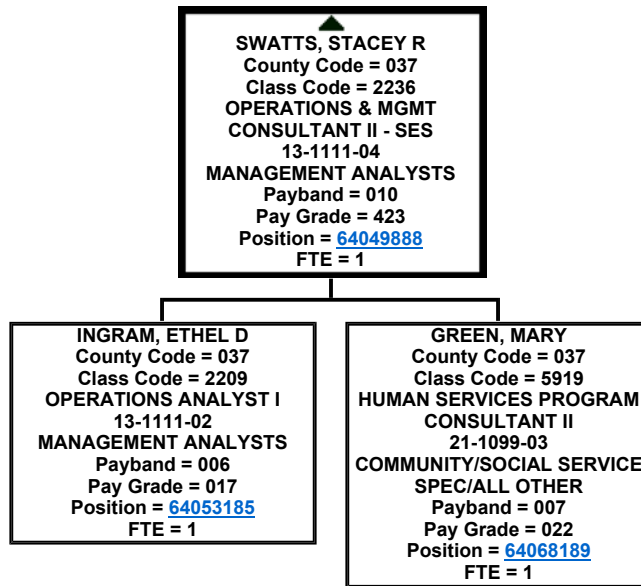 SWATTS, STACEY R
County Code = 037
Class Code = 2236
OPERATIONS & MGMT
CONSULTANT II - SES
13-1111-04
MANAGEMENT ANALYSTS
Payband = 010
Pay Grade = 423
Position = 64049888
FTE = 1
INGRAM, ETHEL D
County Code = 037
Class Code = 2209
OPERATIONS ANALYST I
13-1111-02
MANAGEMENT ANALYSTS
Payband = 006
Pay Grade = 017
Position = 64053185
FTE = 1
GREEN, MARY
County Code = 037
Class Code = 5919
HUMAN SERVICES PROGRAM
CONSULTANT II
21-1099-03
COMMUNITY/SOCIAL SERVICE
SPEC/ALL OTHER
Payband = 007
Pay Grade = 022
Position = 64068189
FTE = 1